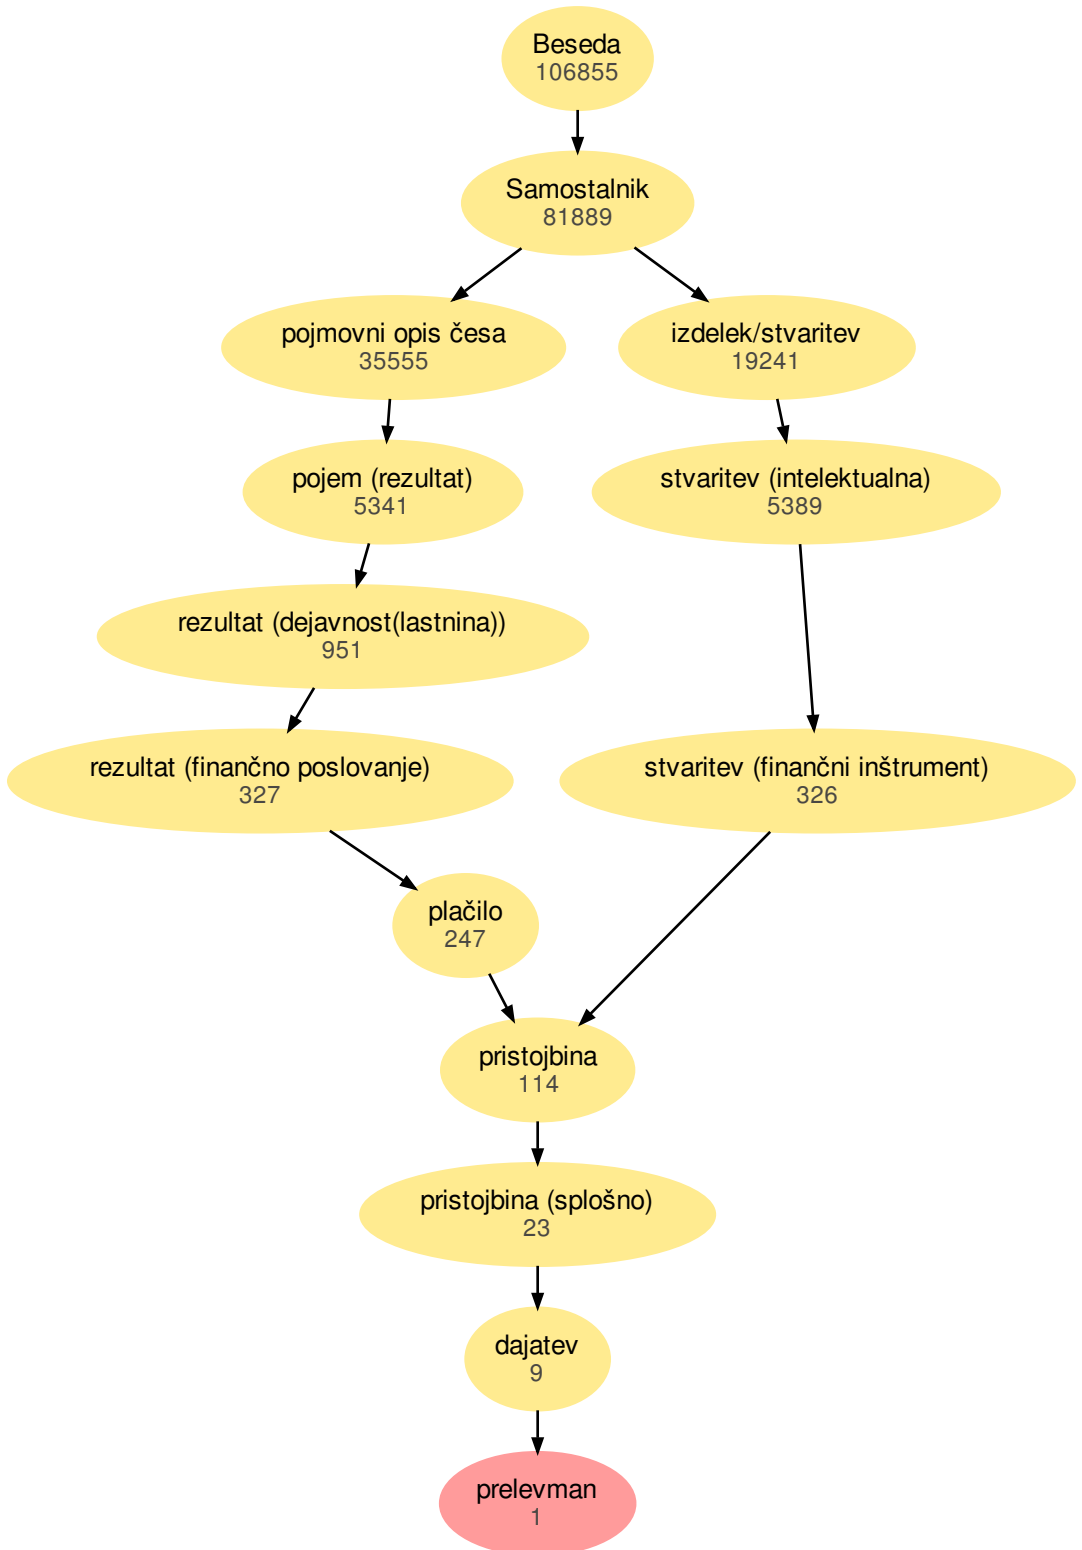 Beseda
106855
Samostalnik
81889
pojmovni opis česa
35555
izdelek/stvaritev
19241
pojem (rezultat)
5341
stvaritev (intelektualna)
5389
rezultat (dejavnost(lastnina))
951
rezultat (finančno poslovanje)
327
stvaritev (finančni inštrument)
326
plačilo
247
pristojbina
114
pristojbina (splošno)
23
dajatev
9
prelevman
1